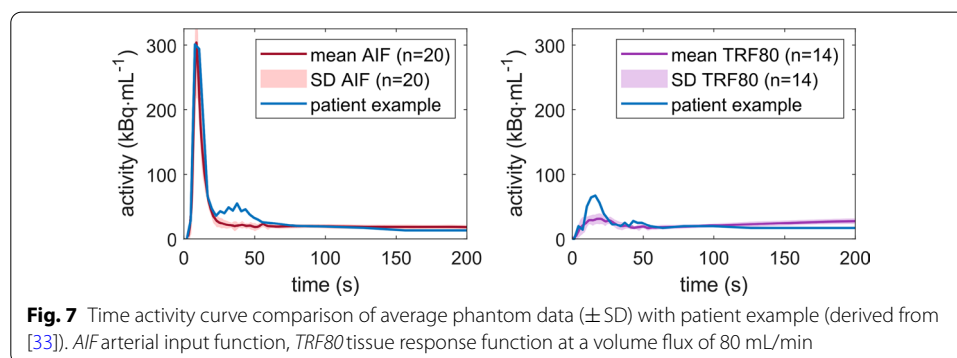 300
200
100
0
activity (kBq·mL⁻¹)
mean AIF (n=20)
SD AIF (n=20)
patient example
0 50 100 150 200
time (s)
300
200
100
0
activity (kBq·mL⁻¹)
mean TRF80 (n=14)
SD TRF80 (n=14)
patient example
0 50 100 150 200
time (s)
Fig. 7 Time activity curve comparison of average phantom data (± SD) with patient example (derived from
[33]). AIF arterial input function, TRF80 tissue response function at a volume flux of 80 mL/min